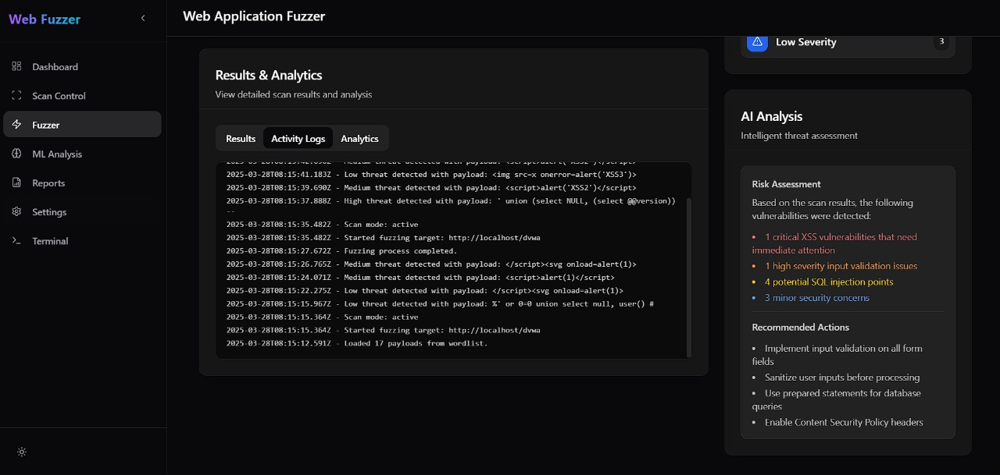 Web Fuzzer
Web Application Fuzzer
Dashboard
Scan Control
Fuzzer
ML Analysis
Reports
Settings
Terminal
Results & Analytics
View detailed scan results and analysis
Results Activity Logs Analytics
2025-03-28T08:15:41.183Z - Low threat detected with payload: <img src=x onerror=alert('XSS3')>
2025-03-28T08:15:39.690Z - Medium threat detected with payload: <script>alert('XSS2')</script>
2025-03-28T08:15:37.888Z - High threat detected with payload: ' union (select NULL, (select @@version))
--
2025-03-28T08:15:35.482Z - Scan mode: active
2025-03-28T08:15:35.482Z - Started fuzzing target: http://localhost/dvwa
2025-03-28T08:15:27.672Z - Fuzzing process completed.
2025-03-28T08:15:26.765Z - Medium threat detected with payload: </script><svg onload=alert(1)>
2025-03-28T08:15:24.071Z - Medium threat detected with payload: <script>alert(1)</script>
2025-03-28T08:15:22.275Z - Low threat detected with payload: </script><svg onload=alert(1)>
2025-03-28T08:15:15.967Z - Low threat detected with payload: %' or 0=0 union select null, user() #
2025-03-28T08:15:15.364Z - Scan mode: active
2025-03-28T08:15:15.364Z - Started fuzzing target: http://localhost/dvwa
2025-03-28T08:15:12.591Z - Loaded 17 payloads from wordlist.
Low Severity 3
AI Analysis
Intelligent threat assessment
Risk Assessment
Based on the scan results, the following
vulnerabilities were detected:
• 1 critical XSS vulnerabilities that need
immediate attention
• 1 high severity input validation issues
• 4 potential SQL injection points
• 3 minor security concerns
Recommended Actions
• Implement input validation on all form
fields
• Sanitize user inputs before processing
• Use prepared statements for database
queries
• Enable Content Security Policy headers